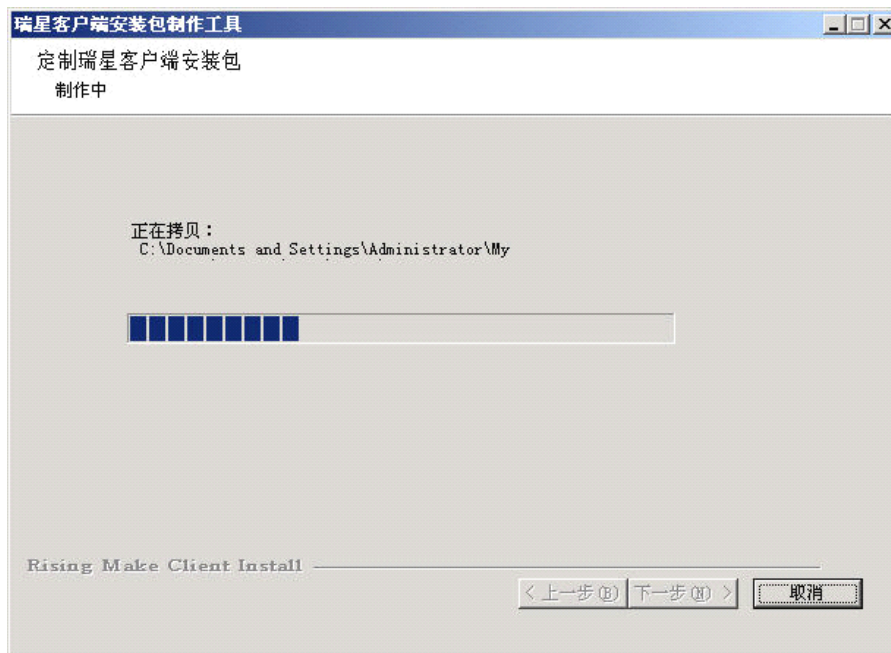 瑞星客户端安装包制作工具
定制瑞星客户端安装包
制作中
正在拷贝：
C:\Documents and Settings\Administrator\My
Rising Make Client Install
< 上一步(B) 下一步(N) > 取消